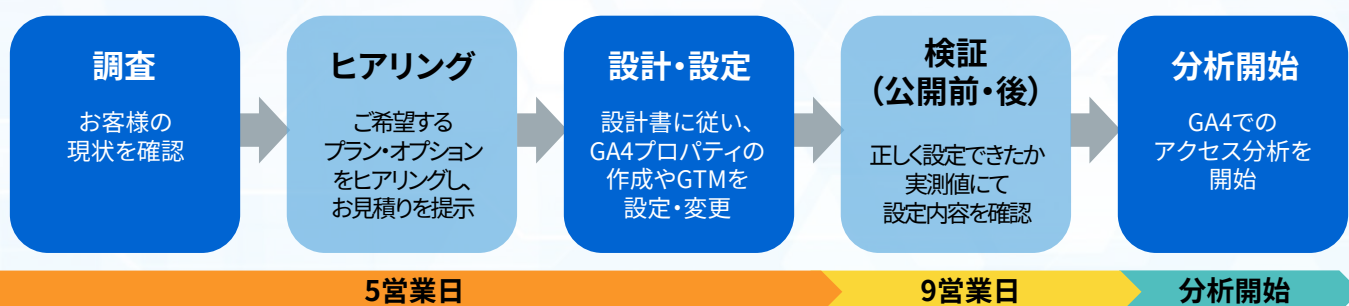 調査
お客様の
現状を確認
ヒアリング
ご希望する
プラン・オプション
をヒアリングし、
お見積りを提示
設計・設定
設計書に従い、
GA4プロパティの
作成やGTMを
設定・変更
検証
（公開前・後）
正しく設定できたか
実測値にて
設定内容を確認
分析開始
GA4での
アクセス分析を
開始
5営業日
9営業日
分析開始